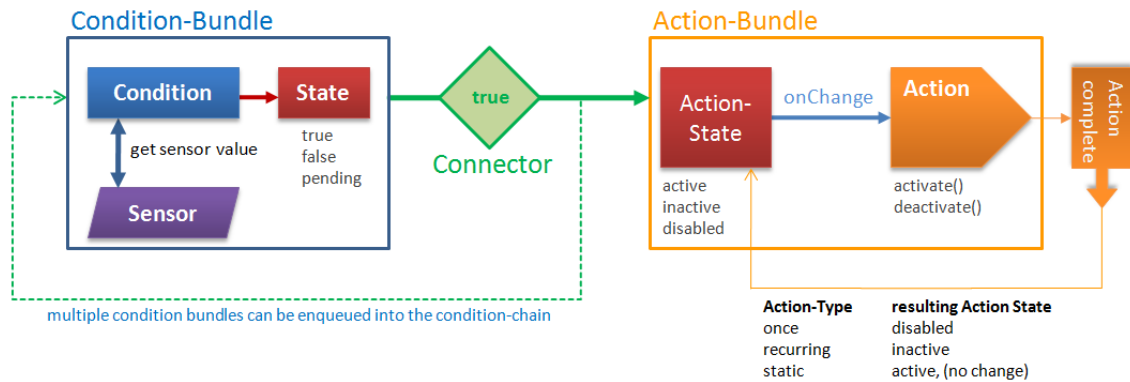 Condition-Bundle
Condition
State
get sensor value
true
false
pending
Sensor
true
Connector
multiple condition bundles can be enqueued into the condition-chain
Action-Bundle
Action-
State
onChange
Action
active
inactive
disabled
activate()
deactivate()
Action
complete
Action-Type resulting Action State
once disabled
recurring inactive
static active, (no change)